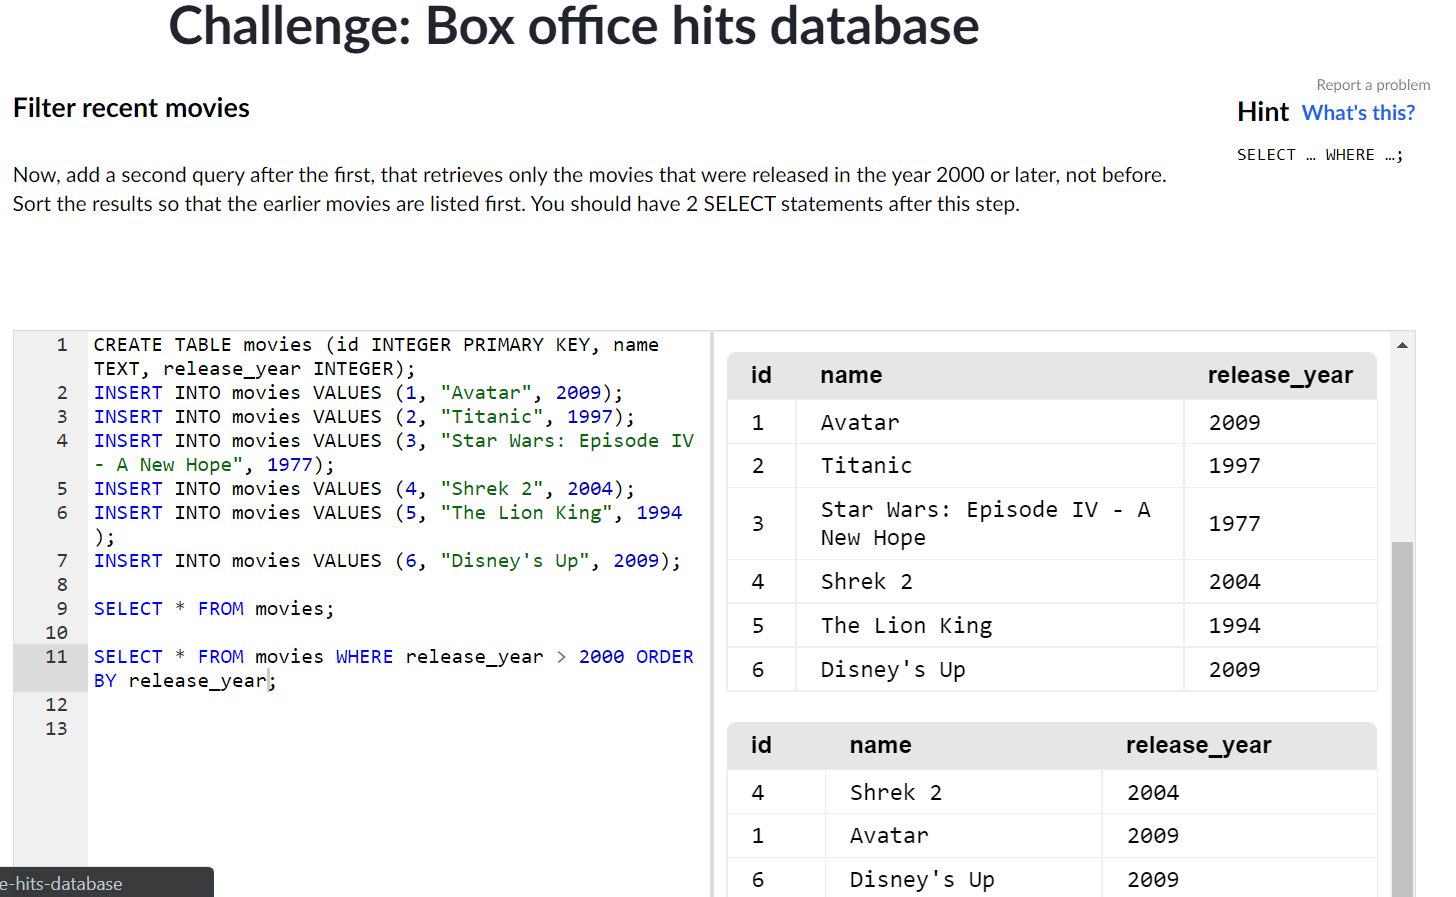 Challenge: Box office hits database
Report a problem
Filter recent movies
Hint What's this?
SELECT … WHERE …;
Now, add a second query after the first, that retrieves only the movies that were released in the year 2000 or later, not before.
Sort the results so that the earlier movies are listed first. You should have 2 SELECT statements after this step.
1 CREATE TABLE movies (id INTEGER PRIMARY KEY, name
TEXT, release_year INTEGER);
2 INSERT INTO movies VALUES (1, "Avatar", 2009);
3 INSERT INTO movies VALUES (2, "Titanic", 1997);
4 INSERT INTO movies VALUES (3, "Star Wars: Episode IV
- A New Hope", 1977);
5 INSERT INTO movies VALUES (4, "Shrek 2", 2004);
6 INSERT INTO movies VALUES (5, "The Lion King", 1994
);
7 INSERT INTO movies VALUES (6, "Disney's Up", 2009);
8
9 SELECT * FROM movies;
10
11 SELECT * FROM movies WHERE release_year > 2000 ORDER
BY release_year;
12
13
id name release_year
1 Avatar 2009
2 Titanic 1997
3 Star Wars: Episode IV - A
New Hope 1977
4 Shrek 2 2004
5 The Lion King 1994
6 Disney's Up 2009
id name release_year
4 Shrek 2 2004
1 Avatar 2009
6 Disney's Up 2009
e-hits-database